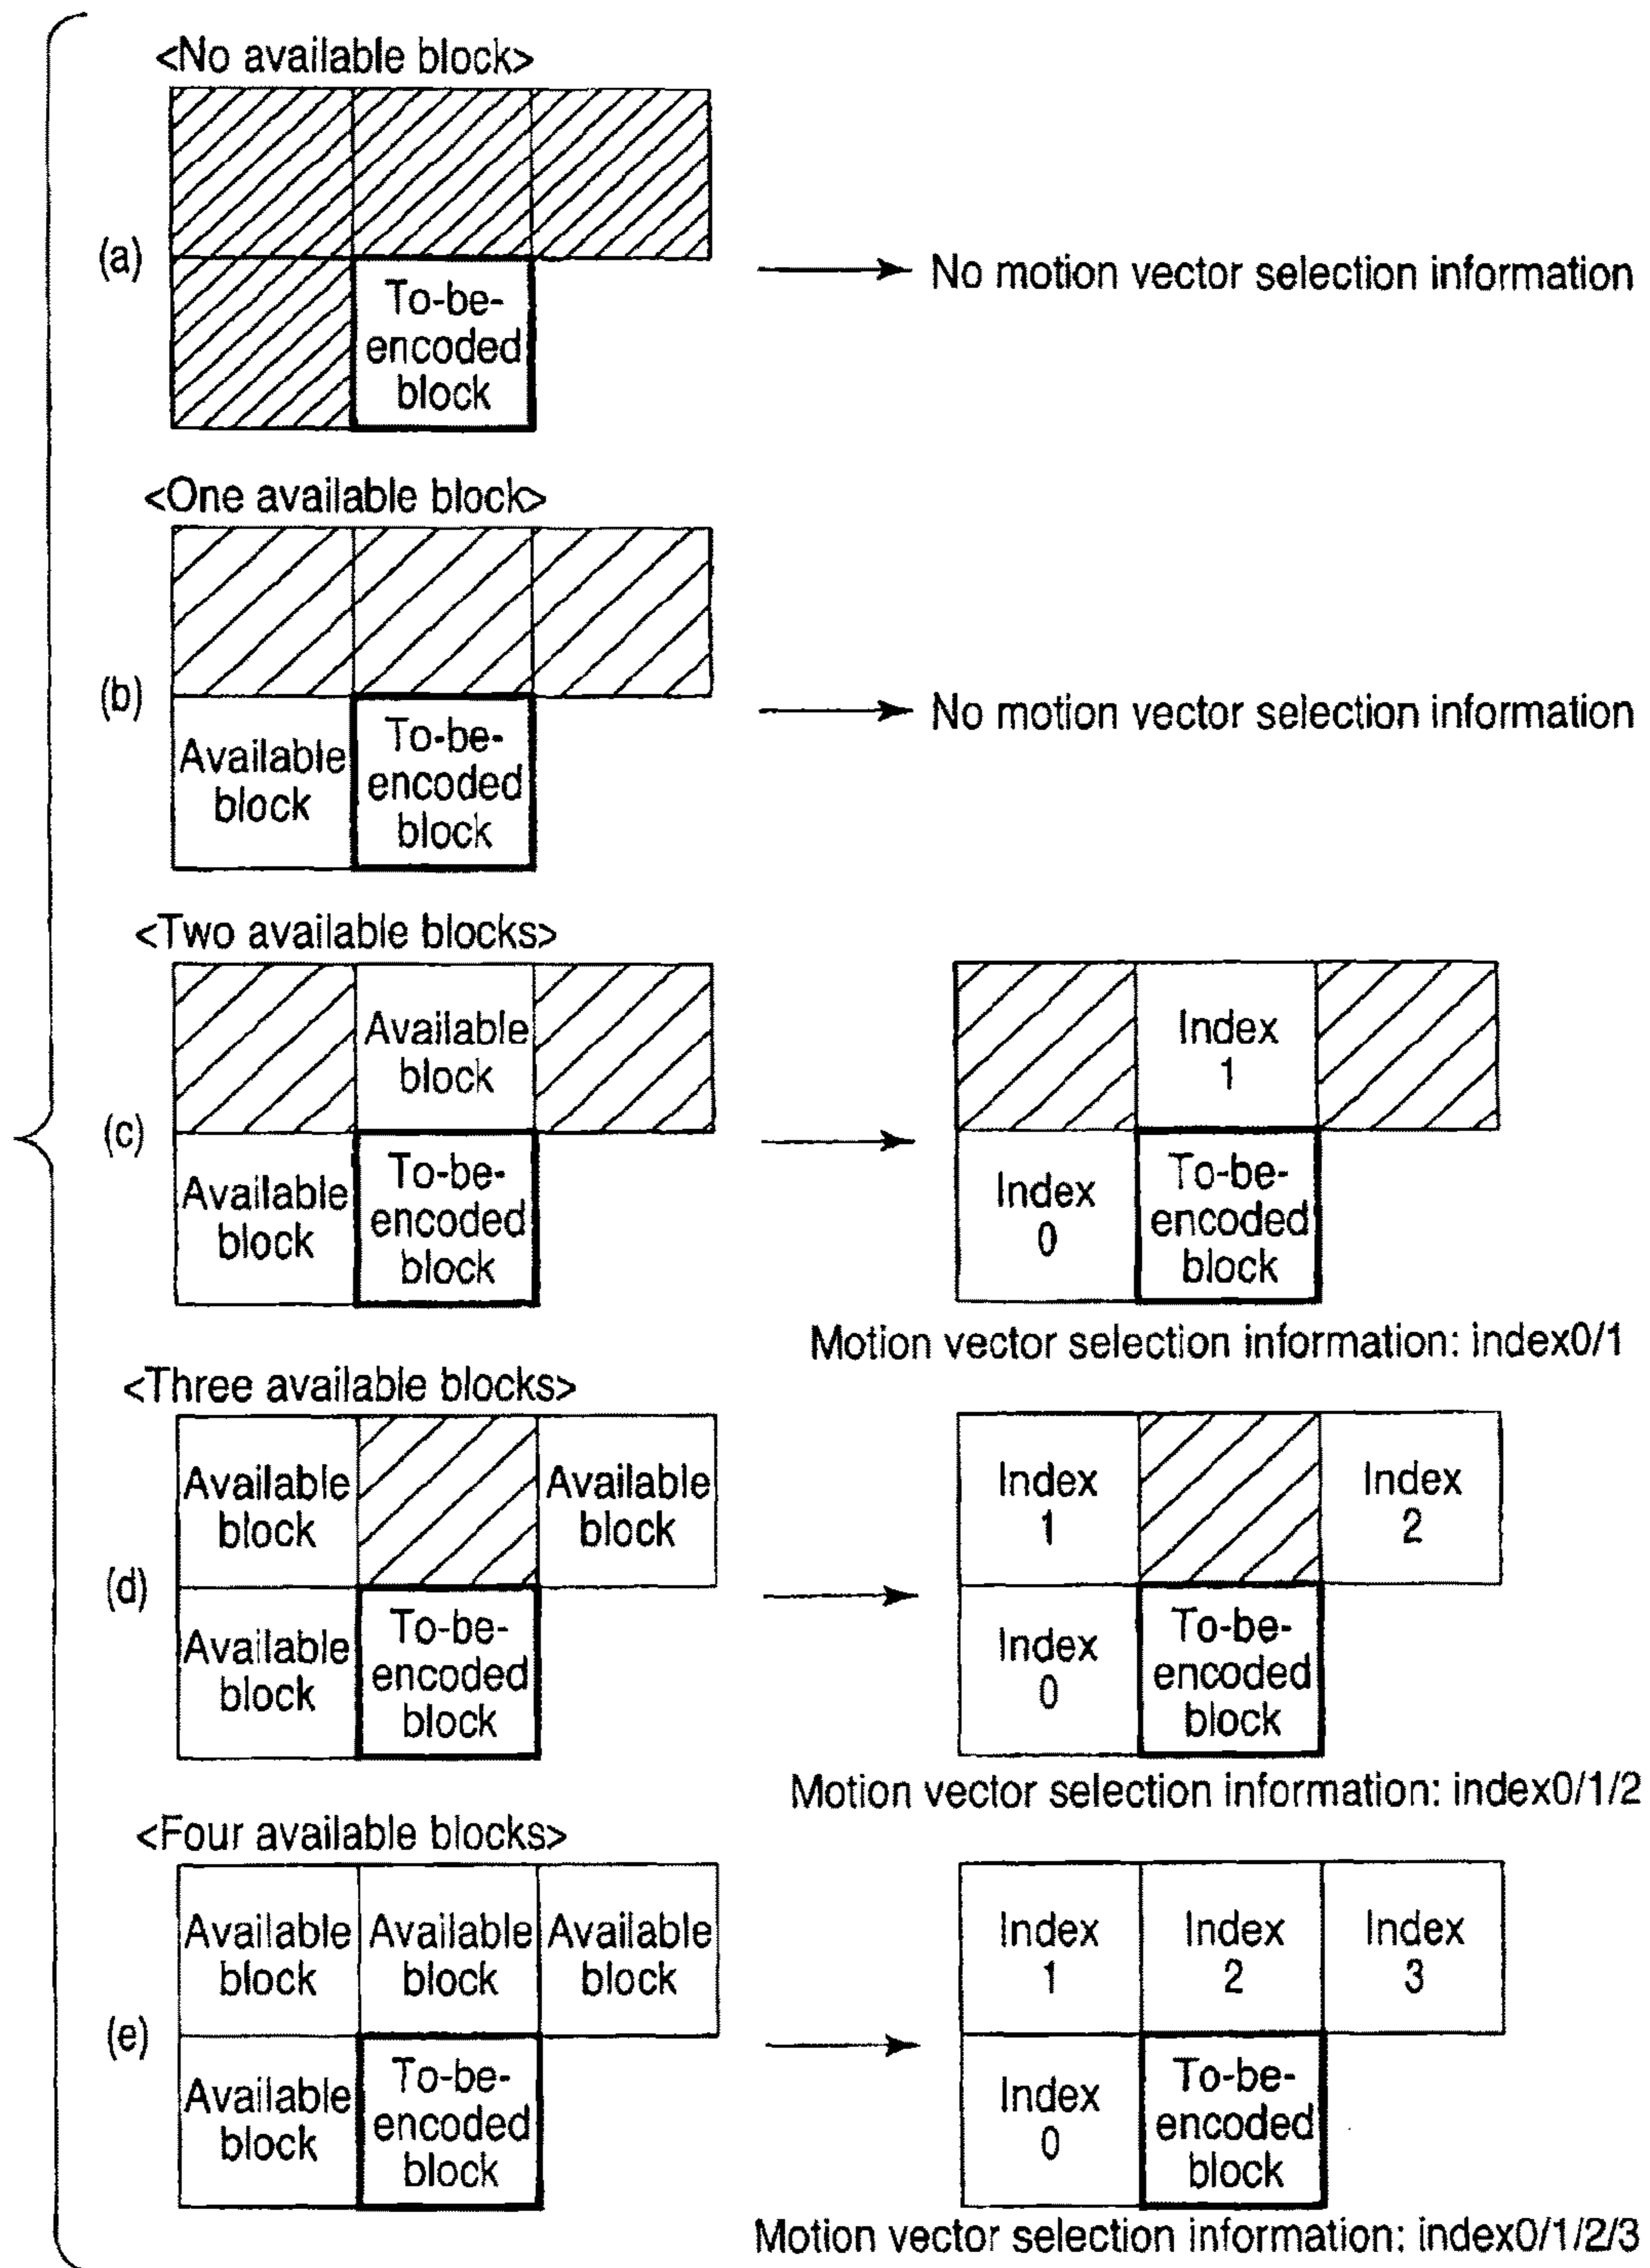 <No available block>
(a)
To-be-
encoded
block
No motion vector selection information
<One available block>
(b)
Available
block
To-be-
encoded
block
No motion vector selection information
<Two available blocks>
(c)
Available
block
Available
block
To-be-
encoded
block
Index
1
Index
0
To-be-
encoded
block
Motion vector selection information: index0/1
<Three available blocks>
(d)
Available
block
Available
block
Available
block
To-be-
encoded
block
Index
1
Index
2
Index
0
To-be-
encoded
block
Motion vector selection information: index0/1/2
<Four available blocks>
(e)
Available
block
Available
block
Available
block
Available
block
To-be-
encoded
block
Index
1
Index
2
Index
3
Index
0
To-be-
encoded
block
Motion vector selection information: index0/1/2/3